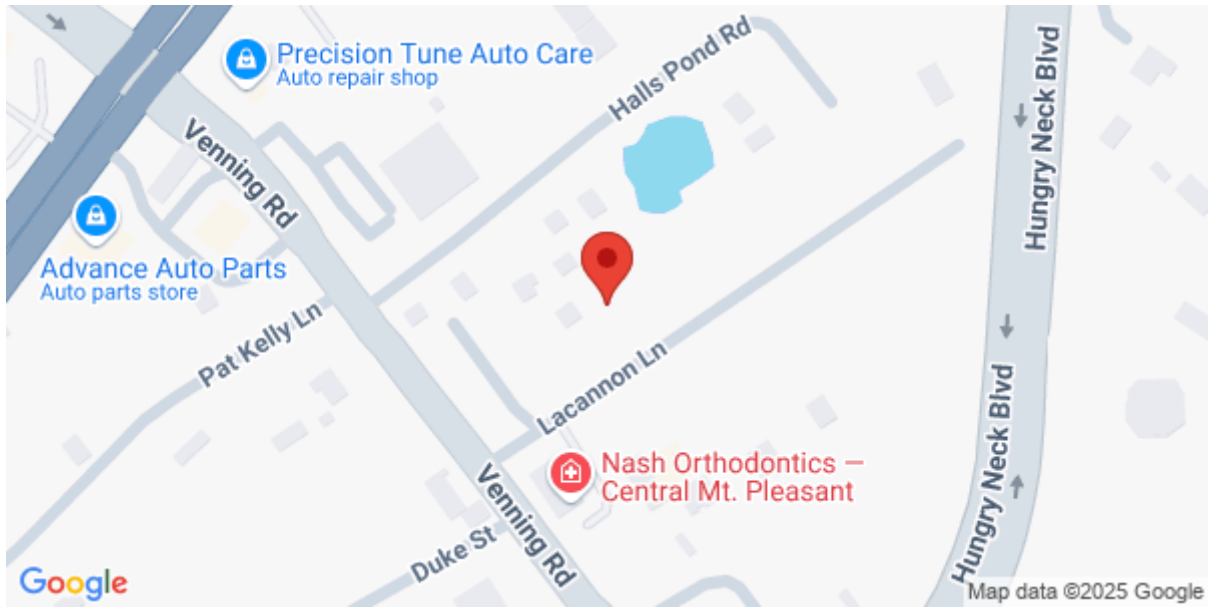 Precision Tune Auto Care
Auto repair shop
Halls Pond Rd
Hungry Neck Blvd
Venning Rd
Advance Auto Parts
Auto parts store
Pat Kelly Ln
Lacannon Ln
Hungry Neck Blvd
Nash Orthodontics —
Central Mt. Pleasant
Venning Rd
Duke St
Google
Map data ©2025 Google